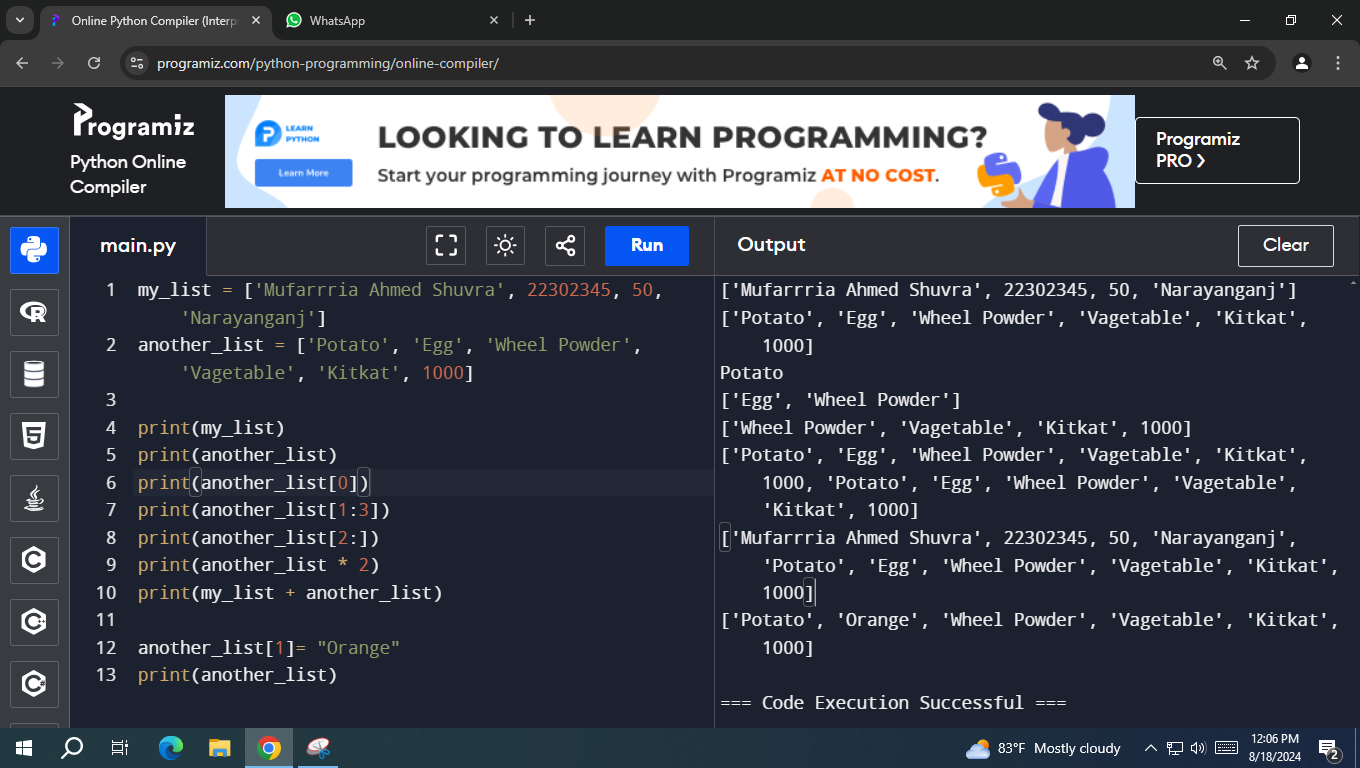 Online Python Compiler (Interp
WhatsApp
programiz.com/python-programming/online-compiler/
Programiz
Python Online
Compiler
LEARN
PYTHON
Learn More
LOOKING TO LEARN PROGRAMMING?
Start your programming journey with Programiz AT NO COST.
Programiz
PRO ❯
main.py
Run
Output
Clear
1 my_list = ['Mufarrria Ahmed Shuvra', 22302345, 50,
'Narayanganj']
2 another_list = ['Potato', 'Egg', 'Wheel Powder',
'Vagetable', 'Kitkat', 1000]
3
4 print(my_list)
5 print(another_list)
6 print(another_list[0])
7 print(another_list[1:3])
8 print(another_list[2:])
9 print(another_list * 2)
10 print(my_list + another_list)
11
12 another_list[1]= "Orange"
13 print(another_list)
['Mufarrria Ahmed Shuvra', 22302345, 50, 'Narayanganj']
['Potato', 'Egg', 'Wheel Powder', 'Vagetable', 'Kitkat',
1000]
Potato
['Egg', 'Wheel Powder']
['Wheel Powder', 'Vagetable', 'Kitkat', 1000]
['Potato', 'Egg', 'Wheel Powder', 'Vagetable', 'Kitkat',
1000, 'Potato', 'Egg', 'Wheel Powder', 'Vagetable',
'Kitkat', 1000]
['Mufarrria Ahmed Shuvra', 22302345, 50, 'Narayanganj',
'Potato', 'Egg', 'Wheel Powder', 'Vagetable', 'Kitkat',
1000]
['Potato', 'Orange', 'Wheel Powder', 'Vagetable', 'Kitkat',
1000]
=== Code Execution Successful ===
83°F Mostly cloudy
12:06 PM
8/18/2024
2